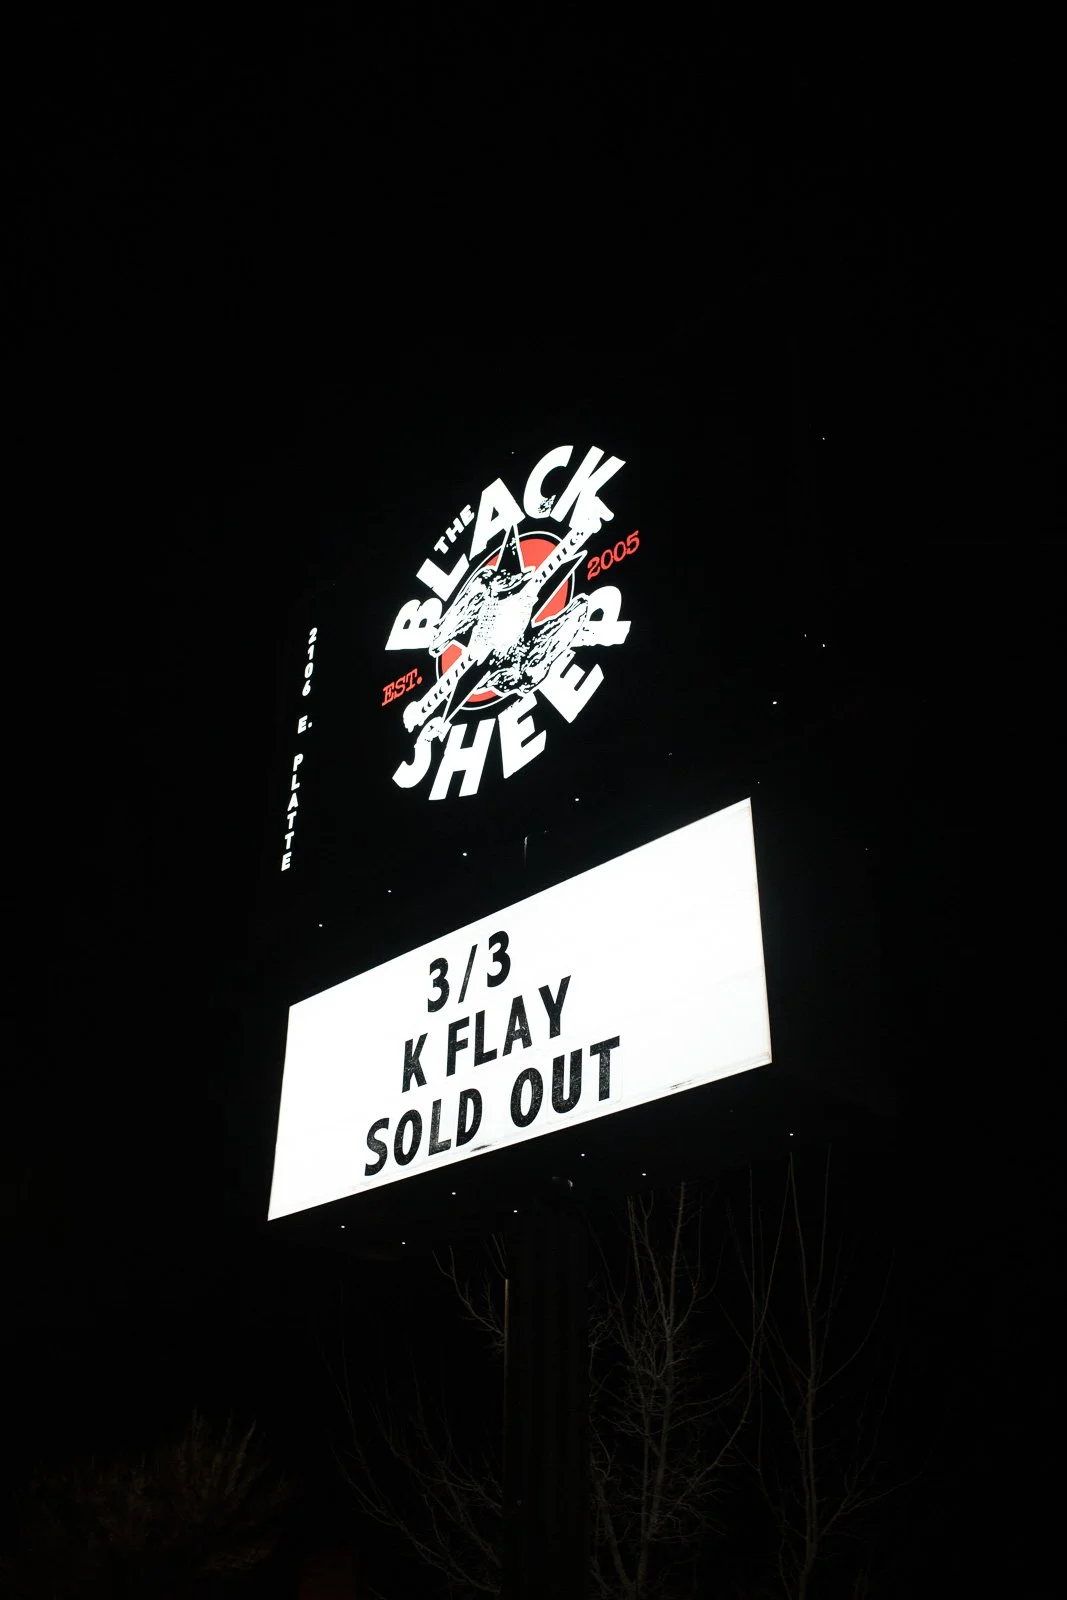 THE
BLACK
SHEEP
EST. 2005
2106 E. PLATTE
3/3
K FLAY
SOLD OUT